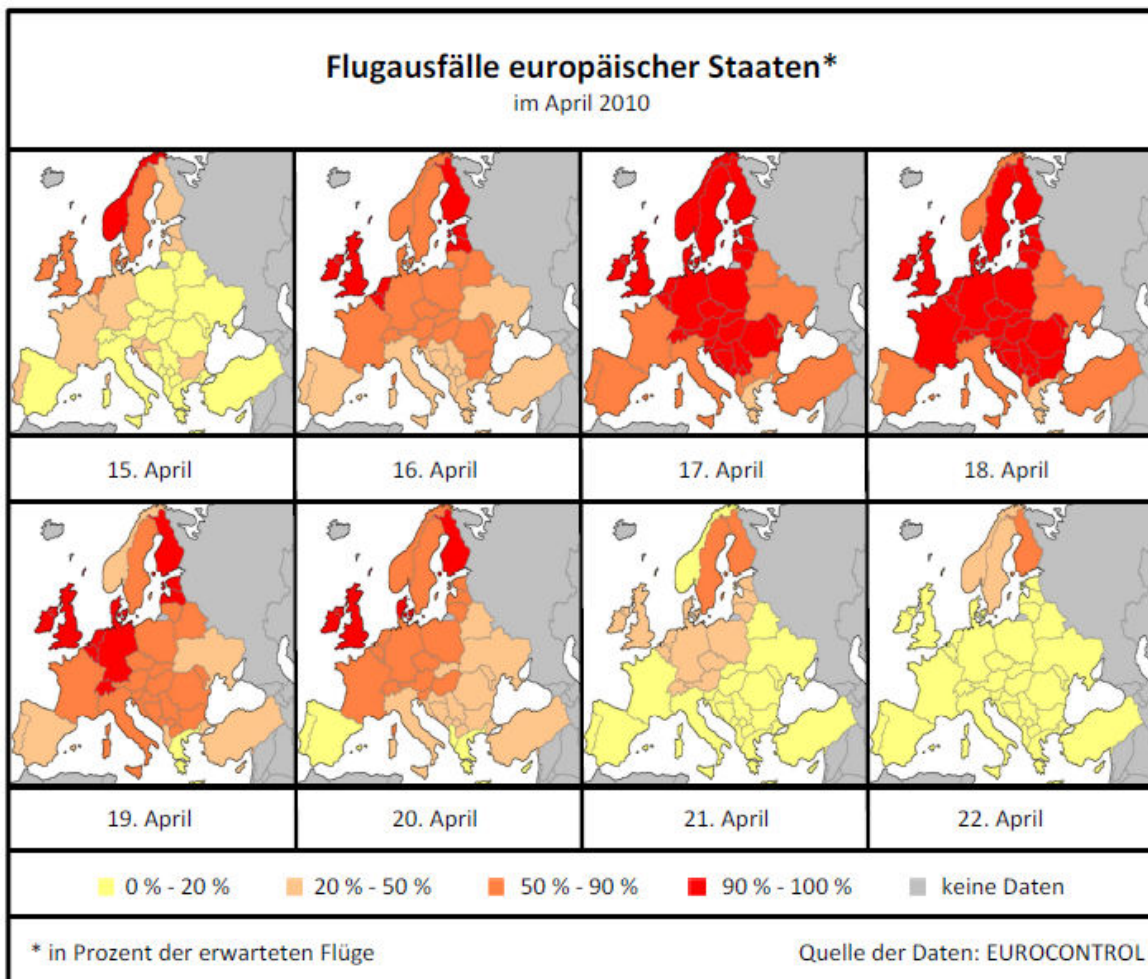 Flugausfälle europäischer Staaten*
im April 2010
15. April
16. April
17. April
18. April
19. April
20. April
21. April
22. April
0 % - 20 %
20 % - 50 %
50 % - 90 %
90 % - 100 %
keine Daten
* in Prozent der erwarteten Flüge
Quelle der Daten: EUROCONTROL